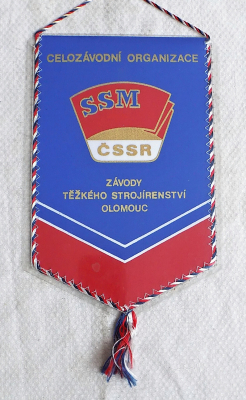 CELOZÁVODNÍ ORGANIZACE
SSM
ČSSR
ZÁVODY
TĚŽKÉHO STROJÍRENSTVÍ
OLOMOUC